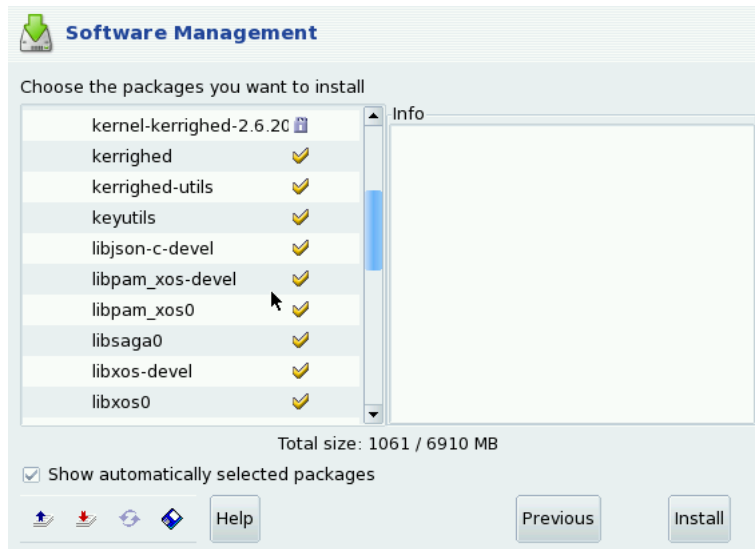 Software Management
Choose the packages you want to install
kernel-kerrighed-2.6.20
kerrighed
kerrighed-utils
keyutils
libjson-c-devel
libpam_xos-devel
libpam_xos0
libsaga0
libxos-devel
libxos0
Info
Total size: 1061 / 6910 MB
Show automatically selected packages
Help
Previous
Install